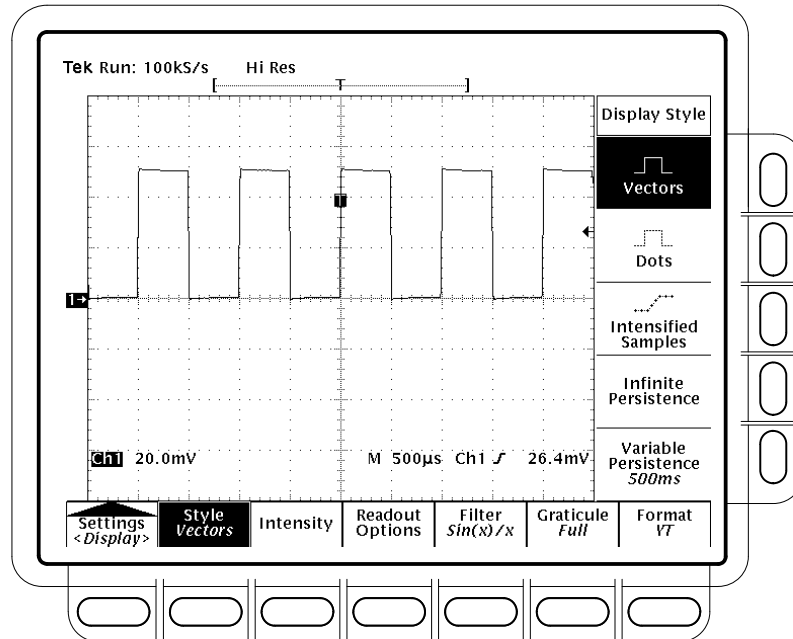 Tek Run: 100kS/s Hi Res
T
Display Style
Vectors
T
Dots
1
Intensified
Samples
Infinite
Persistence
Variable
Persistence
500ms
Ch1 20.0mV M 500µs Ch1 26.4mV
Settings
<Display>
Style
Vectors
Intensity
Readout
Options
Filter
Sin(x)/x
Graticule
Full
Format
YT